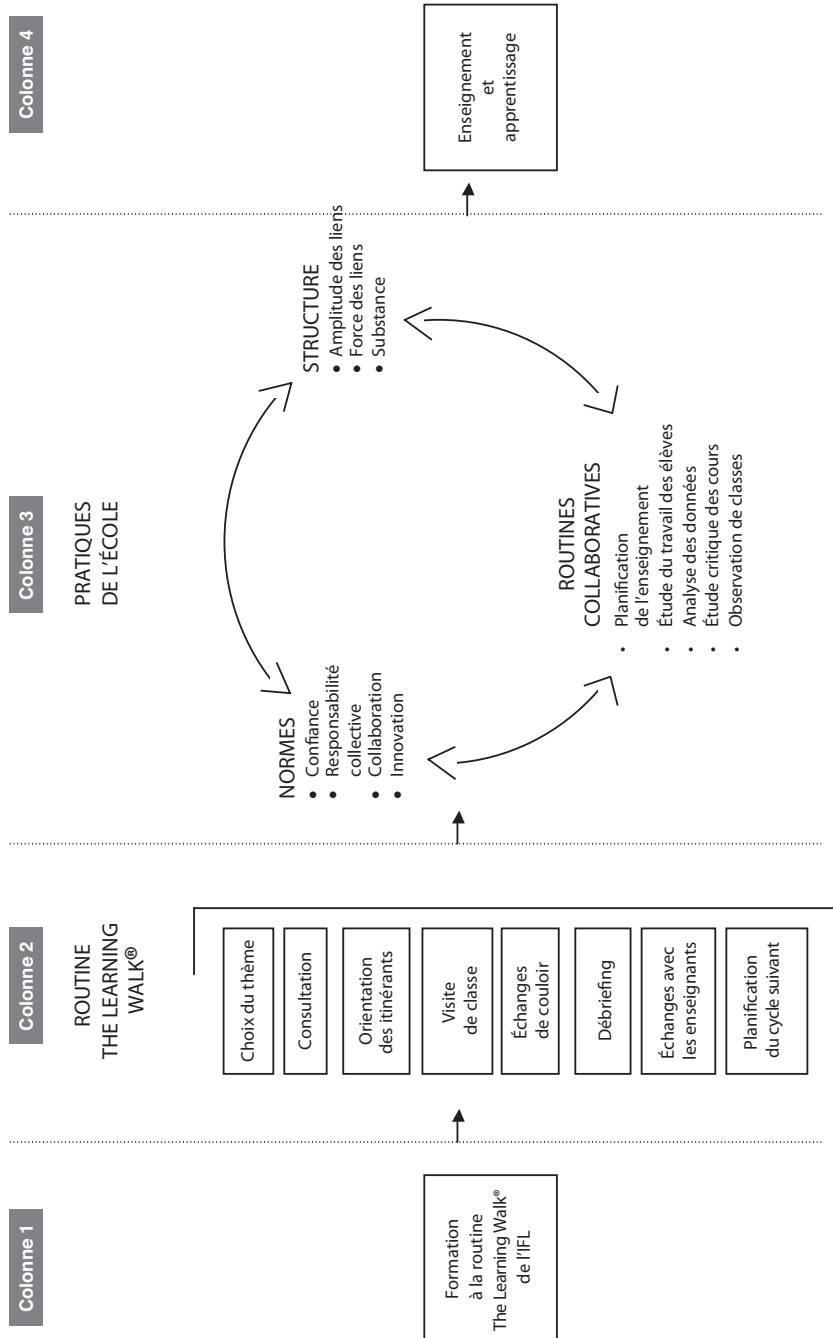 Colonne 1
Formation
à la routine
The Learning Walk®
de l'IFL
Colonne 2
ROUTINE
THE LEARNING
WALK®
Choix du thème
Consultation
Orientation
des itinérants
Visite
de classe
Échanges
de couloir
Débriefing
Échanges avec
les enseignants
Planification
du cycle suivant
Colonne 3
PRATIQUES
DE L'ÉCOLE
NORMES
• Confiance
• Responsabilité
collective
• Collaboration
• Innovation
STRUCTURE
• Amplitude des liens
• Force des liens
• Substance
ROUTINES
COLLABORATIVES
• Planification
de l'enseignement
• Étude du travail des élèves
• Analyse des données
• Étude critique des cours
• Observation de classes
Colonne 4
Enseignement
et
apprentissage